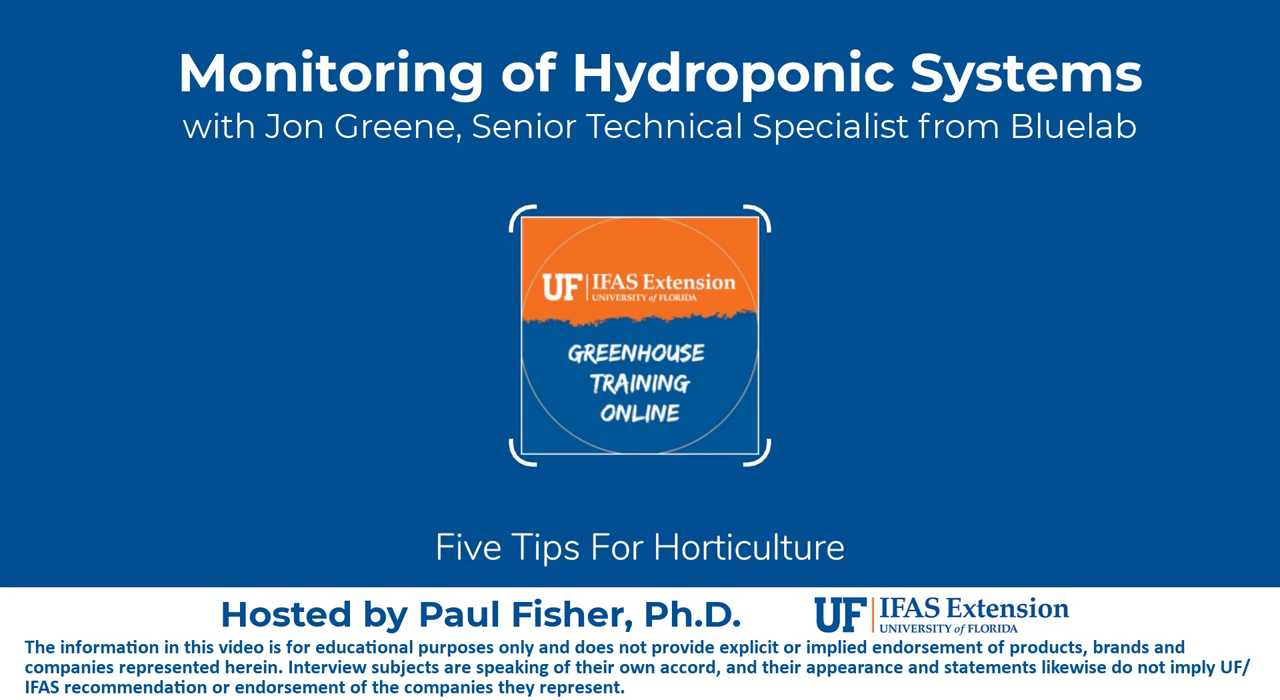 Monitoring of Hydroponic Systems
with Jon Greene, Senior Technical Specialist from Bluelab
UF IFAS Extension
UNIVERSITY of FLORIDA
GREENHOUSE
TRAINING
ONLINE
Five Tips For Horticulture
Hosted by Paul Fisher, Ph.D.
UF IFAS Extension
UNIVERSITY of FLORIDA
The information in this video is for educational purposes only and does not provide explicit or implied endorsement of products, brands and
companies represented herein. Interview subjects are speaking of their own accord, and their appearance and statements likewise do not imply UF/
IFAS recommendation or endorsement of the companies they represent.